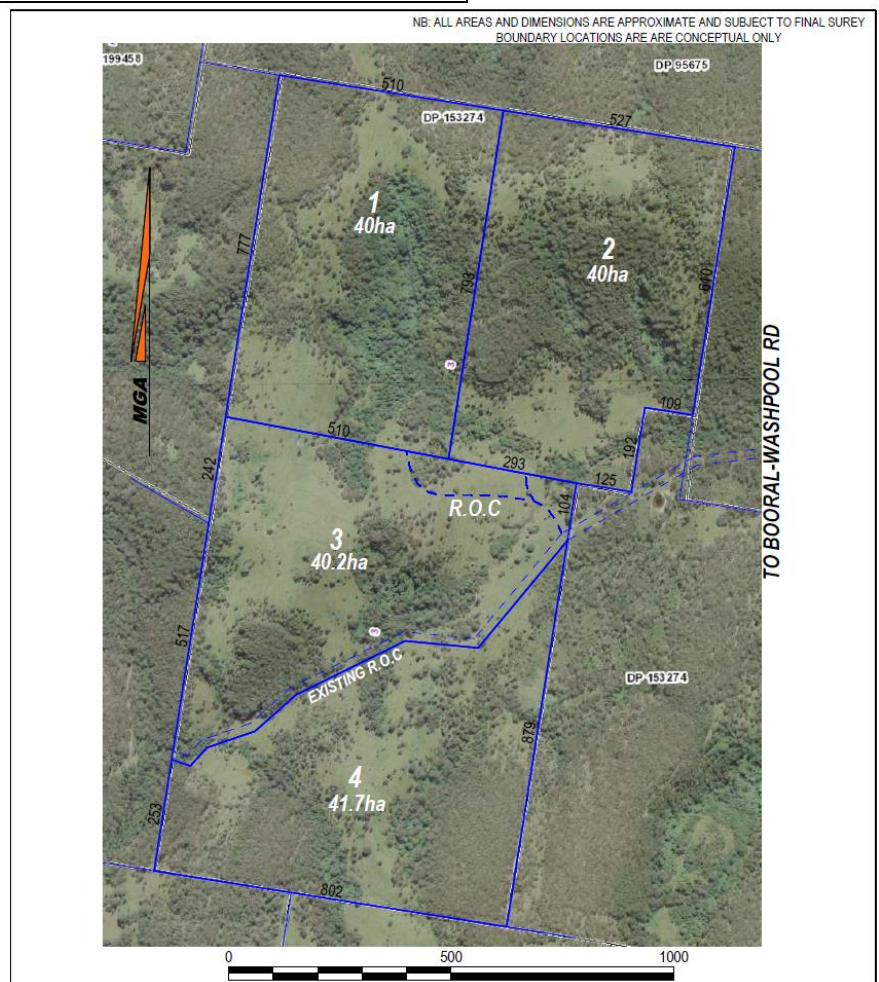 NB: ALL AREAS AND DIMENSIONS ARE APPROXIMATE AND SUBJECT TO FINAL SUREY
BOUNDARY LOCATIONS ARE ARE CONCEPTUAL ONLY
199458
DP 95675
510
DP 153274
527
1
40ha
2
40ha
777
793
610
3
MGA
TO BOORAL-WASHPOOL RD
109
192
510
293
125
242
104
R.O.C
3
40.2ha
517
3
EXISTING R.O.C
DP 153274
879
4
41.7ha
253
802
0
500
1000